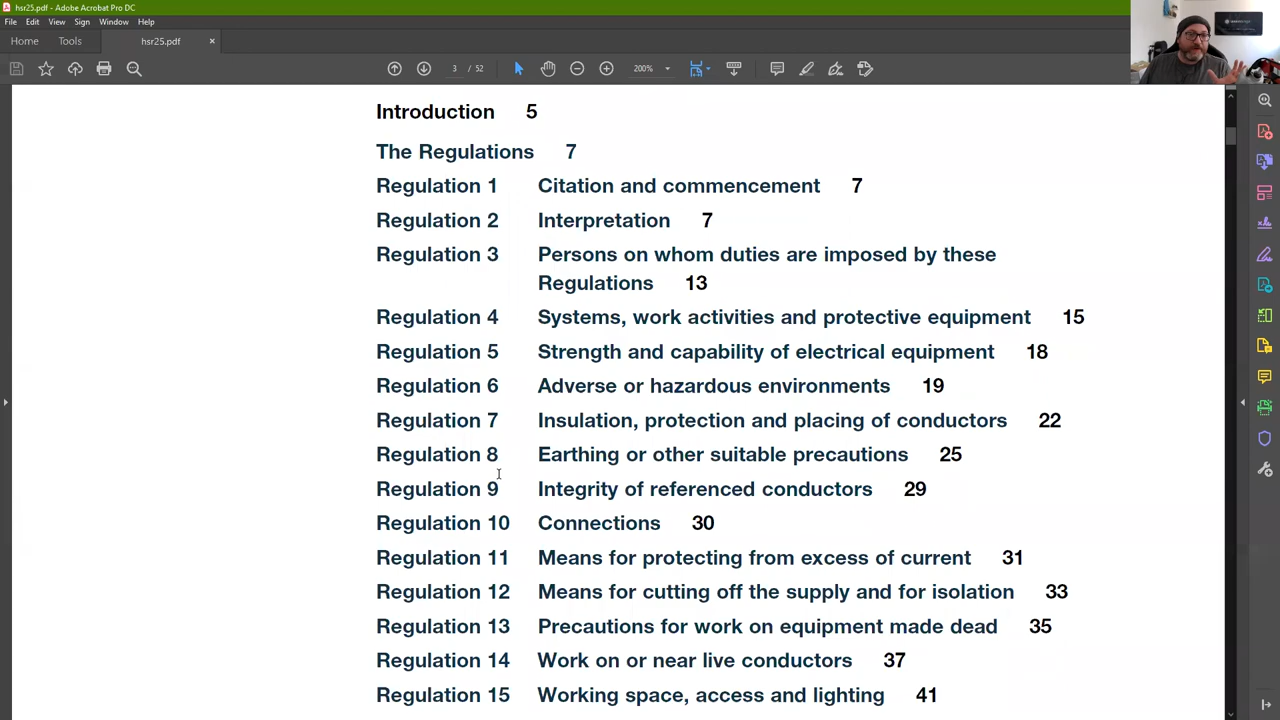 hsr25.pdf - Adobe Acrobat Pro DC
File Edit View Sign Window Help
Home Tools hsr25.pdf ×
3 / 52 200%
Introduction 5
The Regulations 7
Regulation 1 Citation and commencement 7
Regulation 2 Interpretation 7
Regulation 3 Persons on whom duties are imposed by these
Regulations 13
Regulation 4 Systems, work activities and protective equipment 15
Regulation 5 Strength and capability of electrical equipment 18
Regulation 6 Adverse or hazardous environments 19
Regulation 7 Insulation, protection and placing of conductors 22
Regulation 8 Earthing or other suitable precautions 25
Regulation 9 Integrity of referenced conductors 29
Regulation 10 Connections 30
Regulation 11 Means for protecting from excess of current 31
Regulation 12 Means for cutting off the supply and for isolation 33
Regulation 13 Precautions for work on equipment made dead 35
Regulation 14 Work on or near live conductors 37
Regulation 15 Working space, access and lighting 41